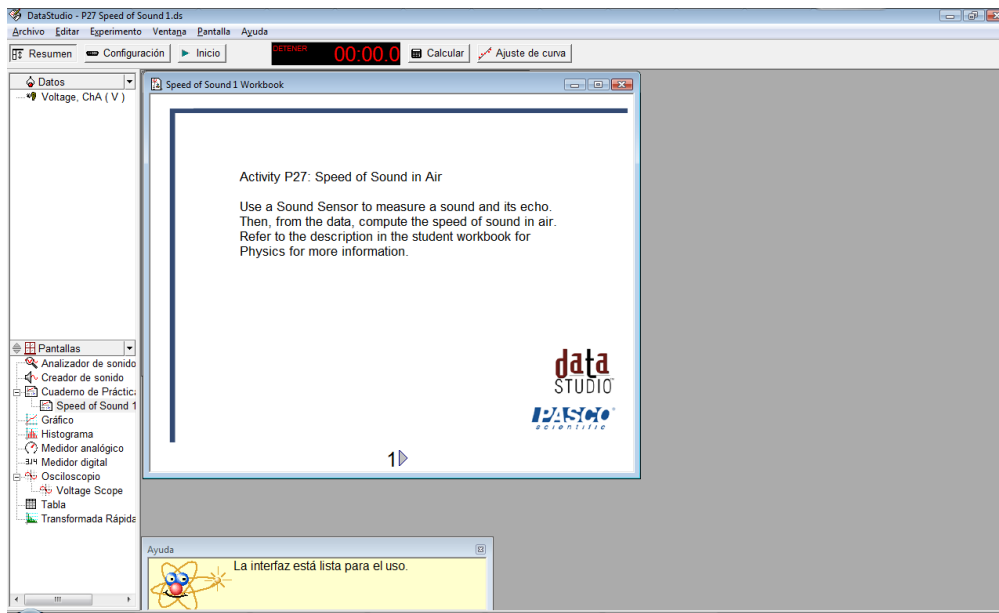 DataStudio - P27 Speed of Sound 1.ds
Archivo Editar Experimento Ventana Pantalla Ayuda
Resumen Configuración Inicio DETENER 00:00.0 Calcular Ajuste de curva
Datos
Voltage, ChA ( V )
Speed of Sound 1 Workbook
Activity P27: Speed of Sound in Air
Use a Sound Sensor to measure a sound and its echo.
Then, from the data, compute the speed of sound in air.
Refer to the description in the student workbook for
Physics for more information.
data
STUDIO
PASCO
scientific
1
Pantallas
Analizador de sonido
Creador de sonido
Cuaderno de Práctic
Speed of Sound 1
Gráfico
Histograma
Medidor analógico
3.14 Medidor digital
Osciloscopio
Voltage Scope
Tabla
Transformada Rápida
Ayuda
La interfaz está lista para el uso.